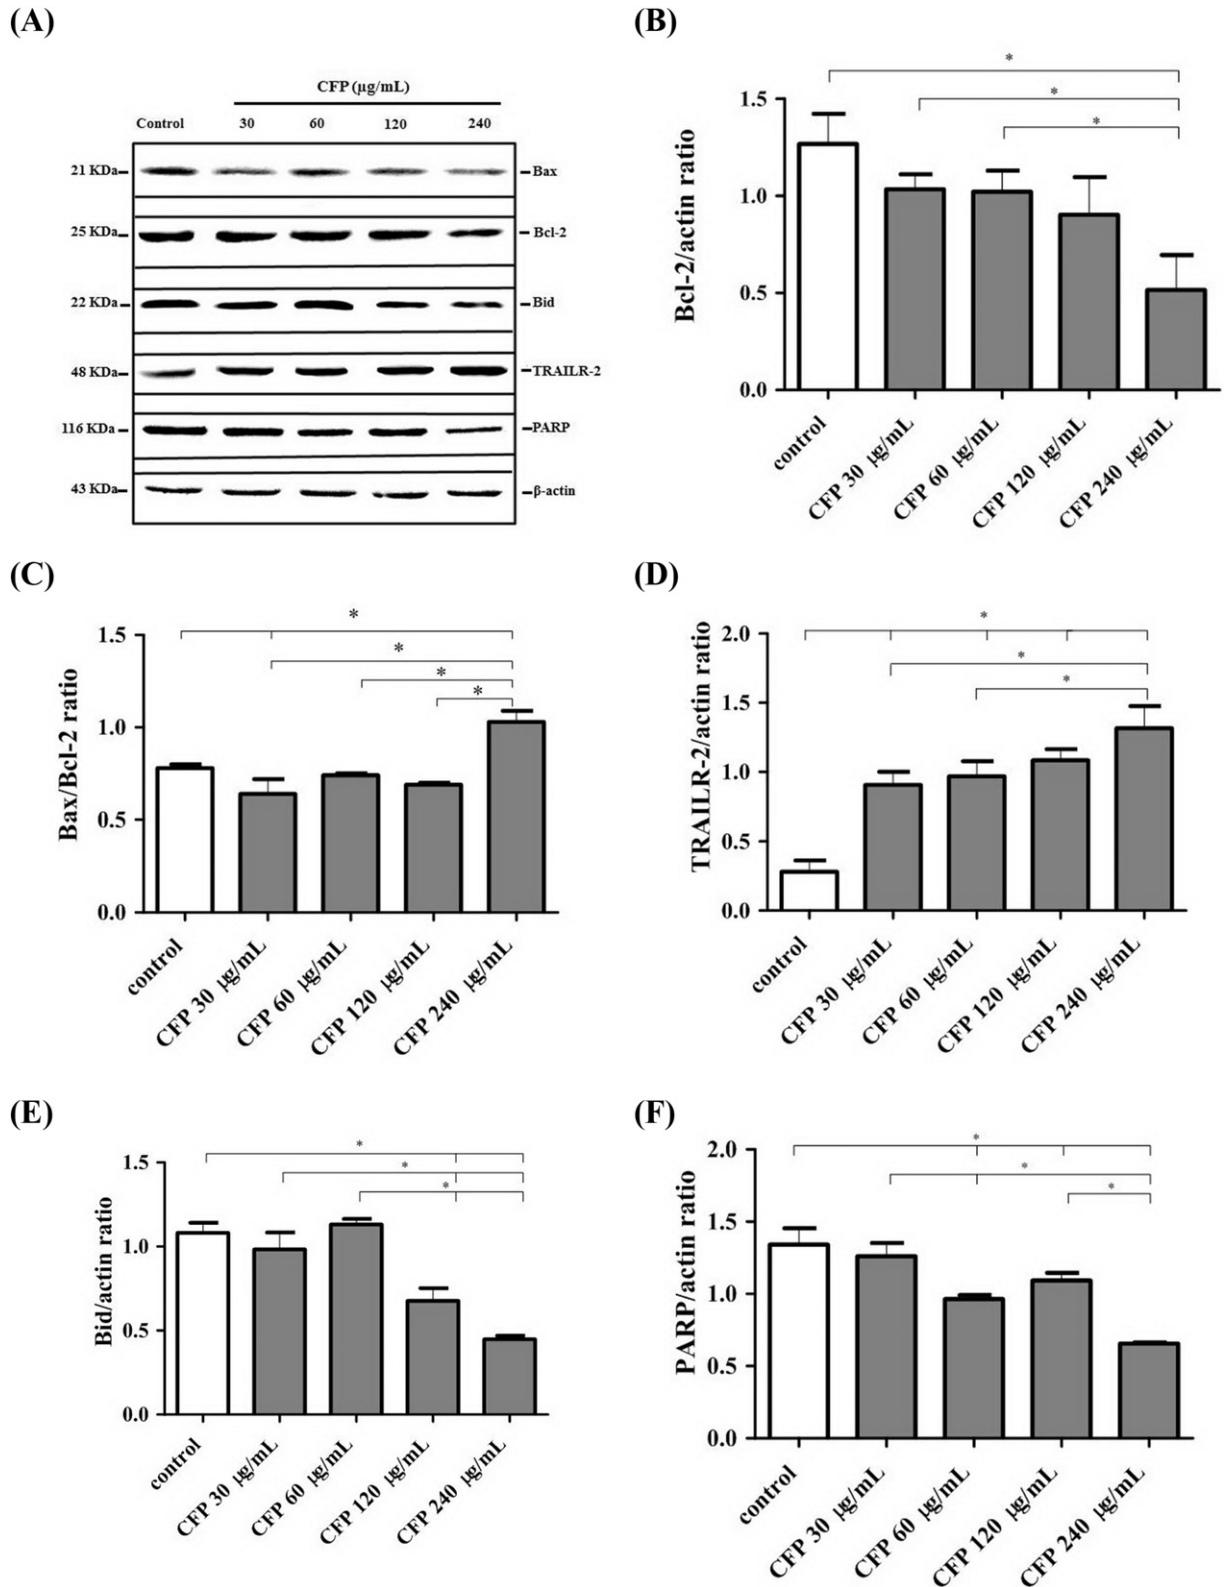 (A)
CFP (µg/mL)
Control 30 60 120 240
21 KDa Bax
25 KDa Bcl-2
22 KDa Bid
48 KDa TRAILR-2
116 KDa PARP
43 KDa β-actin
(B)
*
*
*
Bcl-2/actin ratio
1.5
1.0
0.5
0.0
control
CFP 30 µg/mL
CFP 60 µg/mL
CFP 120 µg/mL
CFP 240 µg/mL
(C)
*
*
*
*
Bax/Bcl-2 ratio
1.5
1.0
0.5
0.0
control
CFP 30 µg/mL
CFP 60 µg/mL
CFP 120 µg/mL
CFP 240 µg/mL
(D)
*
*
*
TRAILR-2/actin ratio
2.0
1.5
1.0
0.5
0.0
control
CFP 30 µg/mL
CFP 60 µg/mL
CFP 120 µg/mL
CFP 240 µg/mL
(E)
*
*
*
Bid/actin ratio
1.5
1.0
0.5
0.0
control
CFP 30 µg/mL
CFP 60 µg/mL
CFP 120 µg/mL
CFP 240 µg/mL
(F)
*
*
*
PARP/actin ratio
2.0
1.5
1.0
0.5
0.0
control
CFP 30 µg/mL
CFP 60 µg/mL
CFP 120 µg/mL
CFP 240 µg/mL